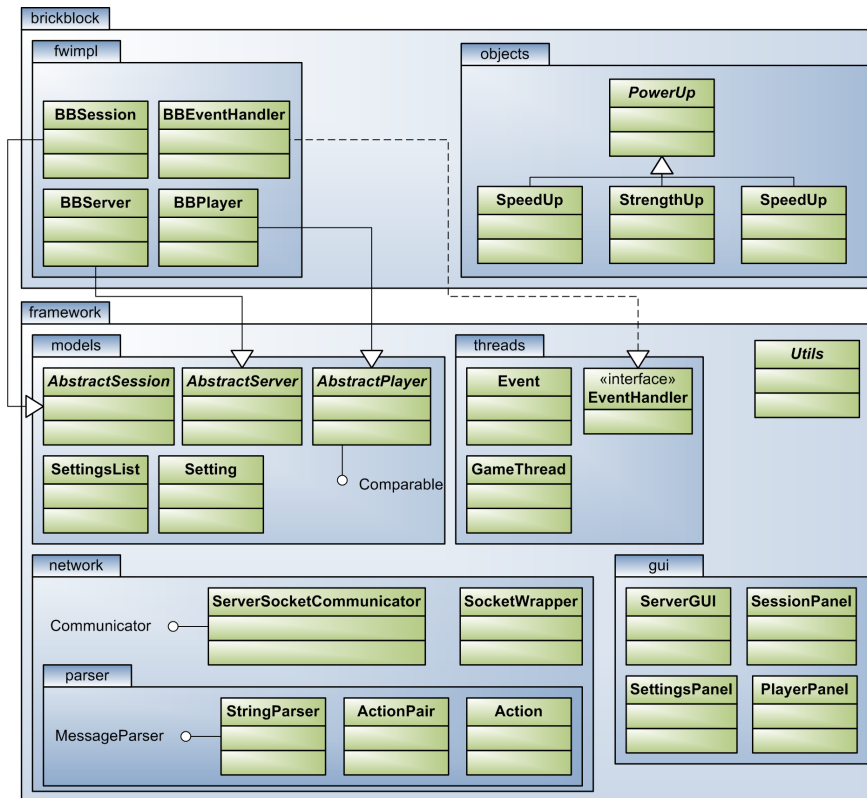 brickblock
fwimpl
BBSession
BBEventHandler
BBServer
BBPlayer
objects
PowerUp
SpeedUp
StrengthUp
SpeedUp
framework
models
AbstractSession
AbstractServer
AbstractPlayer
SettingsList
Setting
Comparable
threads
Event
«interface»
EventHandler
GameThread
Utils
network
ServerSocketCommunicator
SocketWrapper
Communicator
parser
StringParser
ActionPair
Action
MessageParser
gui
ServerGUI
SessionPanel
SettingsPanel
PlayerPanel